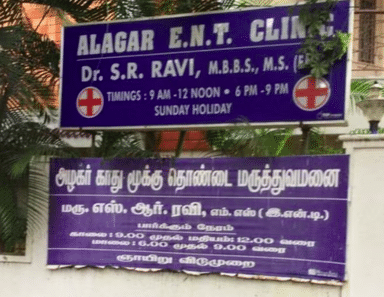 ALAGAR E.N.T. CLINIC
Dr. S.R. RAVI, M.B.B.S., M.S.
TIMINGS : 9 AM -12 NOON • 6 PM -9 PM
SUNDAY HOLIDAY
அழகர் காது மூக்கு தொண்டை மருத்துவமனை
மரு. எஸ். ஆர். ரவி, எம்.எஸ் (இ.என்.டி.)
பார்க்கும் நேரம்
காலை : 9.00 முதல் மதியம்: 12.00 வரை
மாலை: 6.00 முதல் 9.00 வரை
ஞாயிறு விடுமுறை